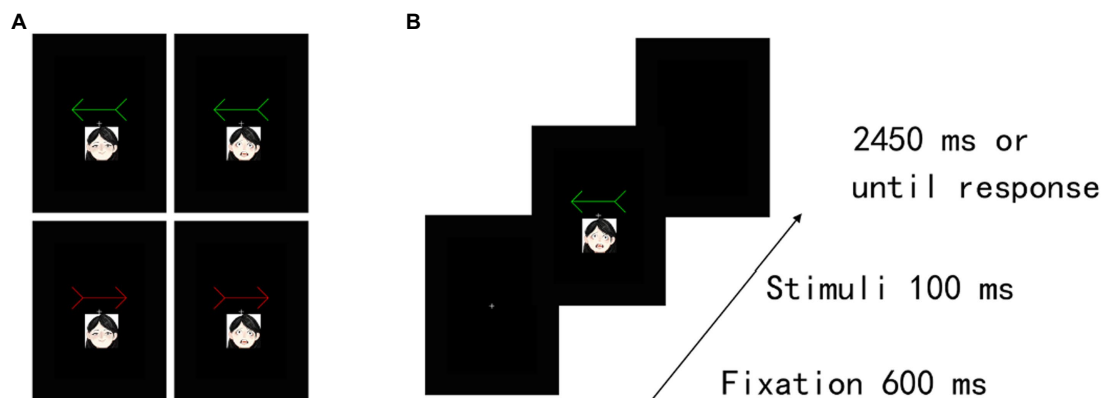 A
B
2450 ms or
until response
Stimuli 100 ms
Fixation 600 ms